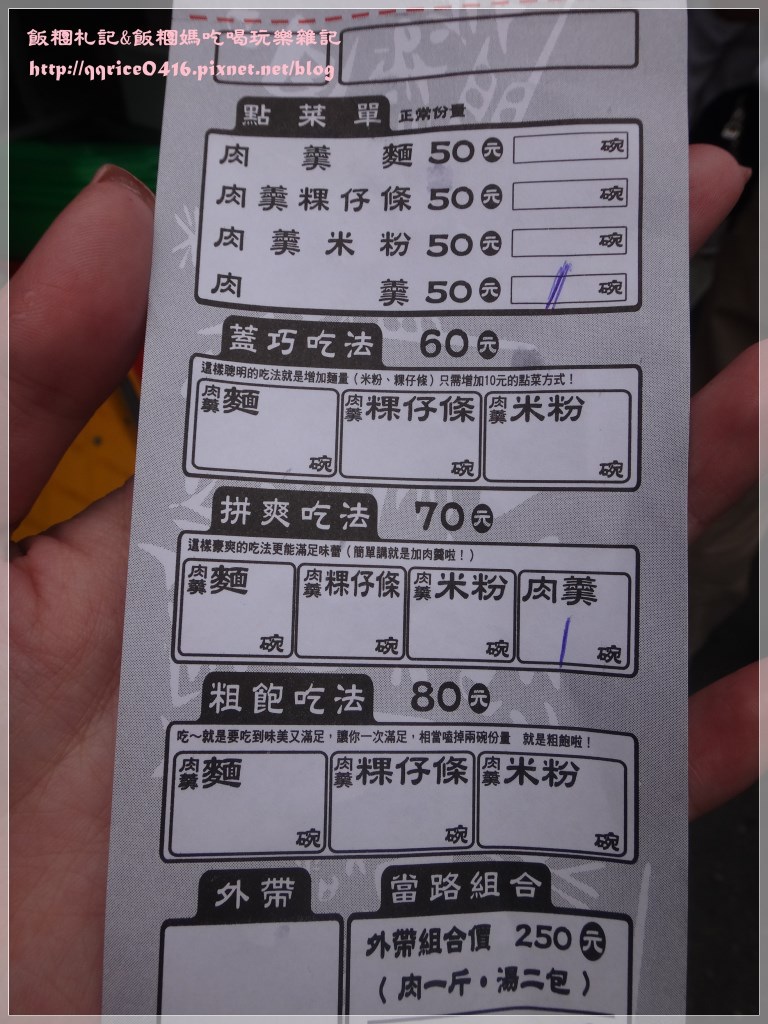 飯糰札記&飯糰媽吃喝玩樂雜記
http://qqrice0416.pixnet.net/blog
點菜單 正常份量
肉羹麵 50元 碗
肉羹粿仔條 50元 碗
肉羹米粉 50元 碗
肉羹 50元 碗
蓋巧吃法 60元
這樣聰明的吃法就是增加麵量(米粉、粿仔條)只需增加10元的點菜方式!
肉羹麵 肉羹粿仔條 肉羹米粉
碗 碗 碗
拼爽吃法 70元
這樣豪爽的吃法更能滿足味蕾(簡單講就是加肉羹啦!)
肉羹麵 肉羹粿仔條 肉羹米粉 肉羹
碗 碗 碗 碗
粗飽吃法 80元
吃~就是要吃到味美又滿足,讓你一次滿足,相當嗑掉兩碗份量 就是粗飽啦!
肉羹麵 肉羹粿仔條 肉羹米粉
碗 碗 碗
外帶 當路組合
外帶組合價 250元
(肉一斤·湯二包)